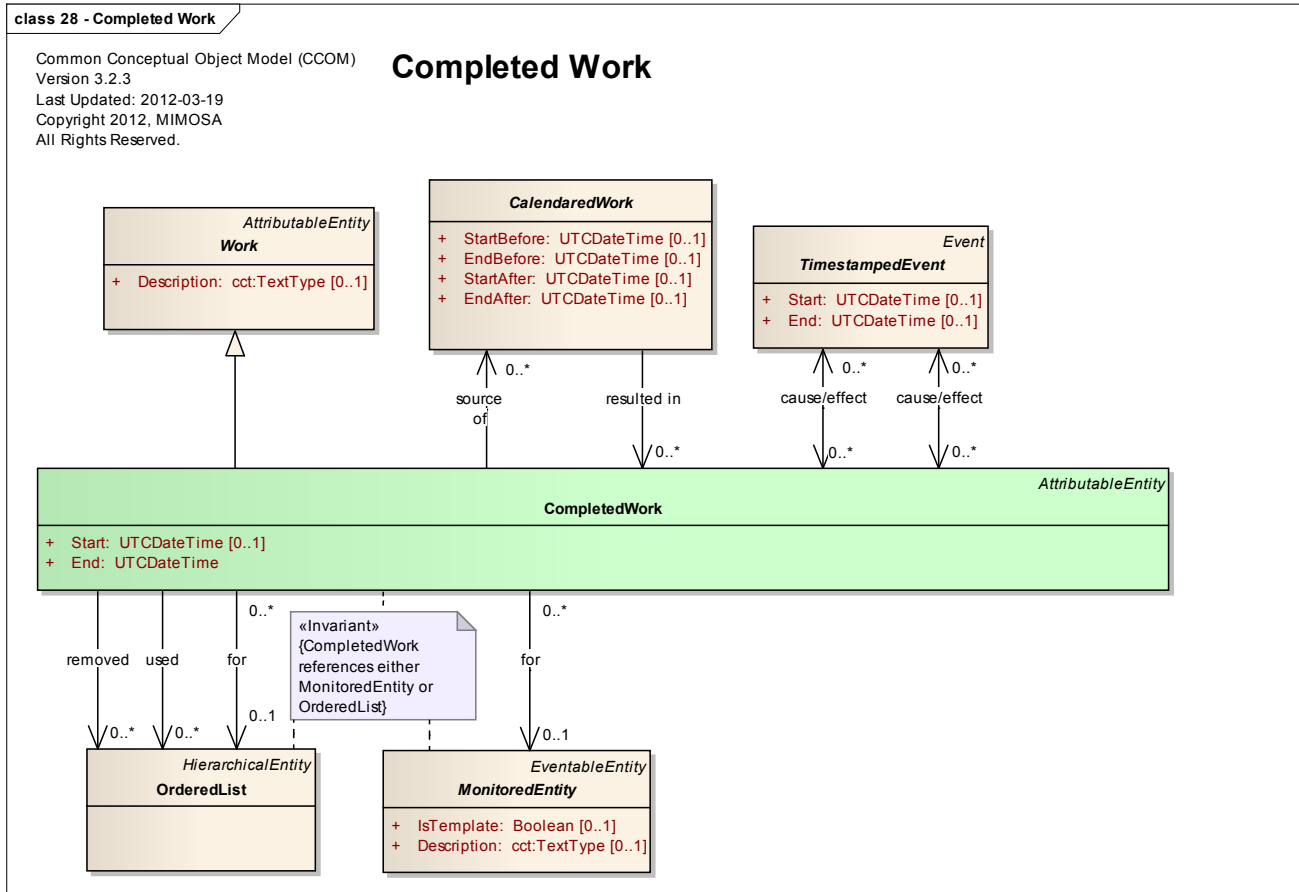 class 28 - Completed Work
Common Conceptual Object Model (CCOM)
Version 3.2.3
Last Updated: 2012-03-19
Copyright 2012, MIMOSA
All Rights Reserved.
Completed Work
AttributableEntity
Work
+ Description: cct:TextType [0..1]
CalendaredWork
+ StartBefore: UTCDateTime [0..1]
+ EndBefore: UTCDateTime [0..1]
+ StartAfter: UTCDateTime [0..1]
+ EndAfter: UTCDateTime [0..1]
Event
TimestampedEvent
+ Start: UTCDateTime [0..1]
+ End: UTCDateTime [0..1]
0..*
source
of
resulted in
0..*
0..*
cause/effect
0..*
0..*
cause/effect
0..*
AttributableEntity
CompletedWork
+ Start: UTCDateTime [0..1]
+ End: UTCDateTime
removed
0..*
used
0..*
0..*
for
0..1
«Invariant»
{CompletedWork
references either
MonitoredEntity or
OrderedList}
0..*
for
0..1
HierarchicalEntity
OrderedList
EventableEntity
MonitoredEntity
+ IsTemplate: Boolean [0..1]
+ Description: cct:TextType [0..1]